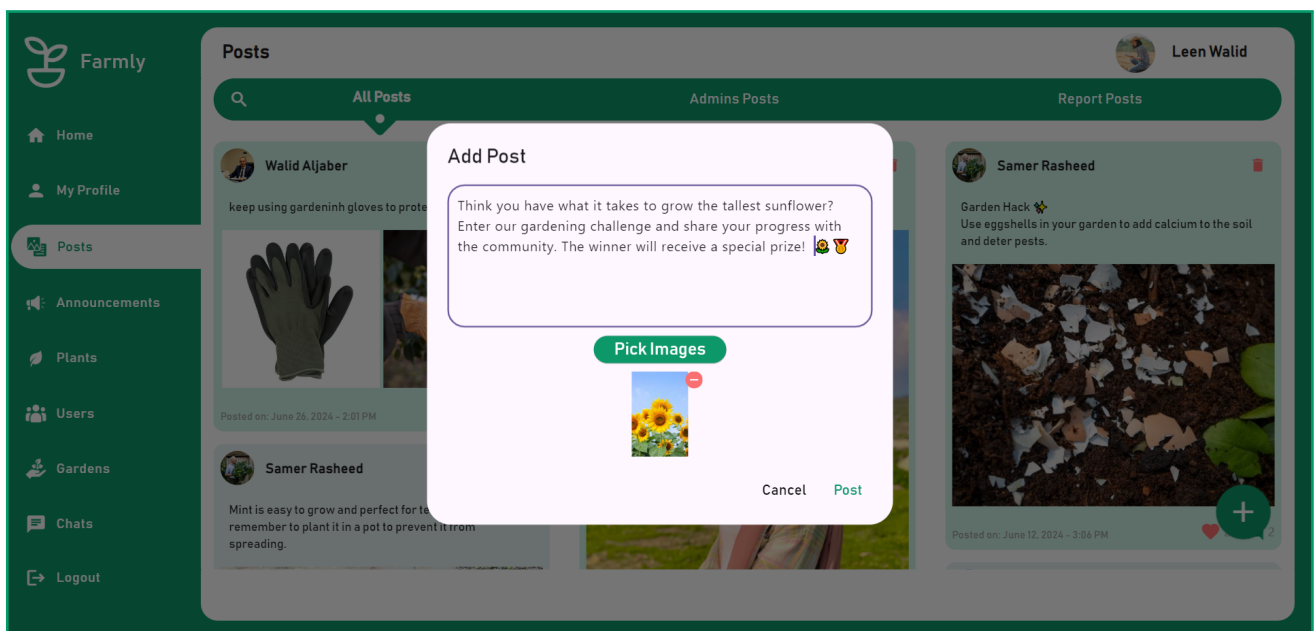 Farmly
Home
My Profile
Posts
Announcements
Plants
Users
Gardens
Chats
Logout
Posts
Leen Walid
All Posts
Admins Posts
Report Posts
Walid Aljaber
keep using gardeninh gloves to prote
Posted on: June 26, 2024 - 2:01 PM
Samer Rasheed
Mint is easy to grow and perfect for te
remember to plant it in a pot to prevent it from
spreading.
Add Post
Think you have what it takes to grow the tallest sunflower?
Enter our gardening challenge and share your progress with
the community. The winner will receive a special prize! 🌻🏅
Pick Images
Cancel
Post
Samer Rasheed
Garden Hack ✨
Use eggshells in your garden to add calcium to the soil
and deter pests.
Posted on: June 12, 2024 - 3:06 PM
2